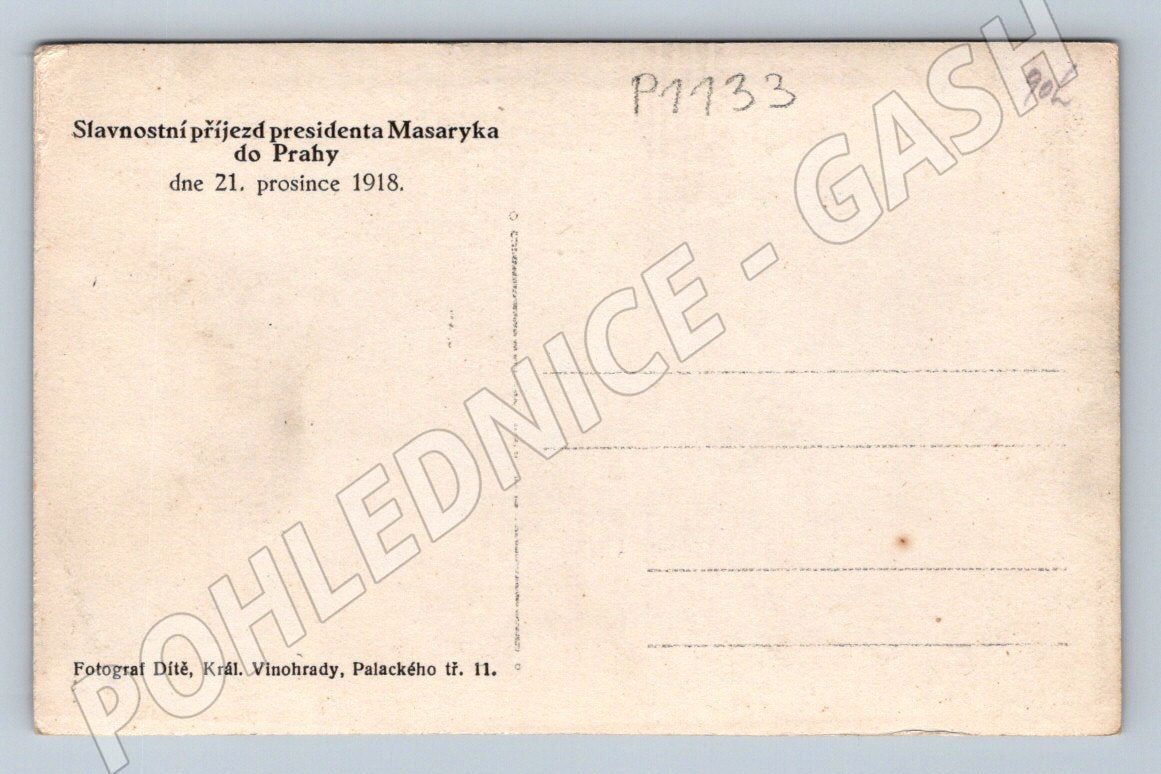 P1133
Slavnostní příjezd presidenta Masaryka
do Prahy
dne 21. prosince 1918.
Fotograf Dítě, Král. Vinohrady, Palackého tř. 11.
POHLEDNICE - GASH